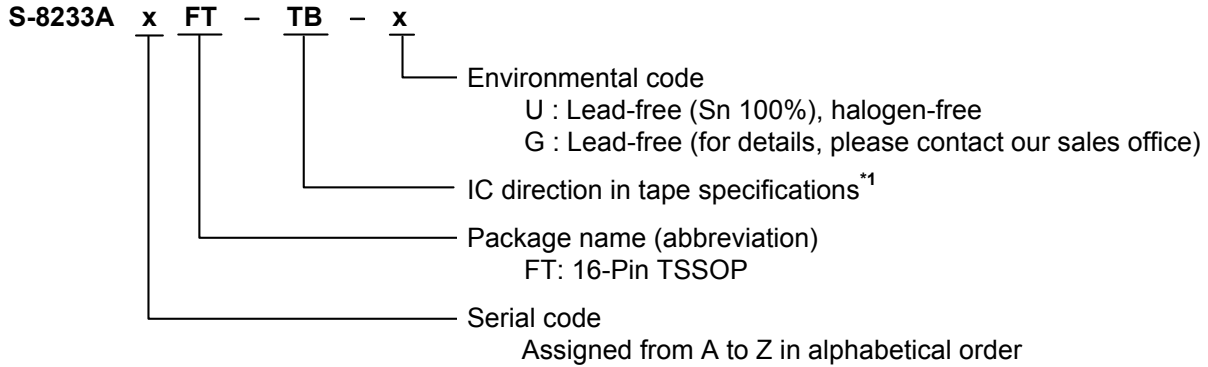 S-8233A x FT – TB – x
Environmental code
U : Lead-free (Sn 100%), halogen-free
G : Lead-free (for details, please contact our sales office)
IC direction in tape specifications*1
Package name (abbreviation)
FT: 16-Pin TSSOP
Serial code
Assigned from A to Z in alphabetical order